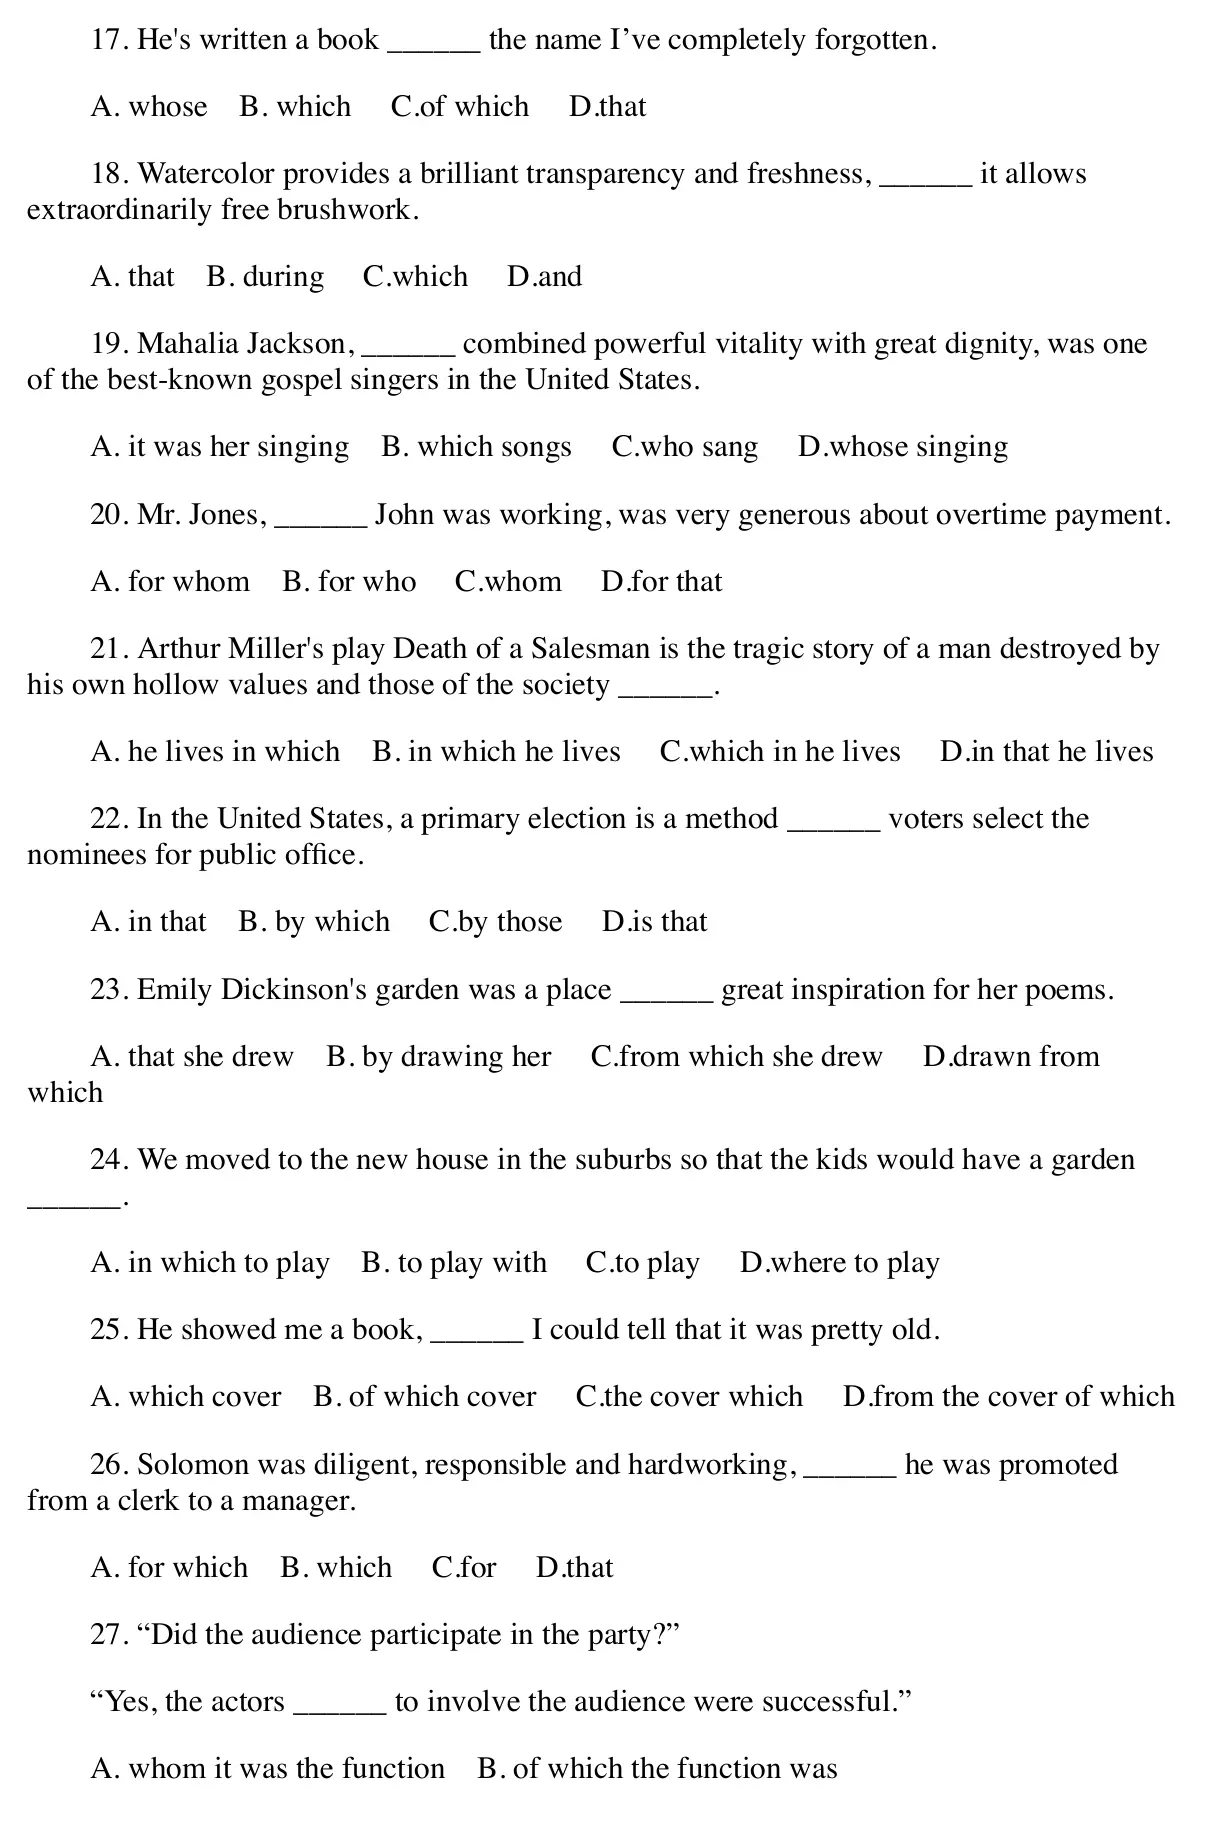 17. He's written a book ______ the name I’ve completely forgotten.
A. whose B. which C.of which D.that
18. Watercolor provides a brilliant transparency and freshness, ______ it allows
extraordinarily free brushwork.
A. that B. during C.which D.and
19. Mahalia Jackson, ______ combined powerful vitality with great dignity, was one
of the best-known gospel singers in the United States.
A. it was her singing B. which songs C.who sang D.whose singing
20. Mr. Jones, ______ John was working, was very generous about overtime payment.
A. for whom B. for who C.whom D.for that
21. Arthur Miller's play Death of a Salesman is the tragic story of a man destroyed by
his own hollow values and those of the society ______.
A. he lives in which B. in which he lives C.which in he lives D.in that he lives
22. In the United States, a primary election is a method ______ voters select the
nominees for public office.
A. in that B. by which C.by those D.is that
23. Emily Dickinson's garden was a place ______ great inspiration for her poems.
A. that she drew B. by drawing her C.from which she drew D.drawn from
which
24. We moved to the new house in the suburbs so that the kids would have a garden
______.
A. in which to play B. to play with C.to play D.where to play
25. He showed me a book, ______ I could tell that it was pretty old.
A. which cover B. of which cover C.the cover which D.from the cover of which
26. Solomon was diligent, responsible and hardworking, ______ he was promoted
from a clerk to a manager.
A. for which B. which C.for D.that
27. “Did the audience participate in the party?”
“Yes, the actors ______ to involve the audience were successful.”
A. whom it was the function B. of which the function was